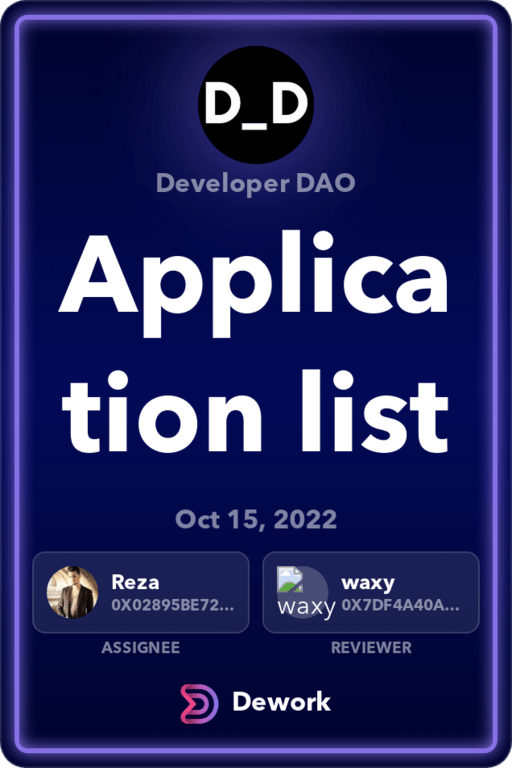 D_D
Developer DAO
Applica
tion list
Oct 15, 2022
Reza
0X02895BE72...
waxy
waxy
0X7DF4A40A...
ASSIGNEE
REVIEWER
Dework